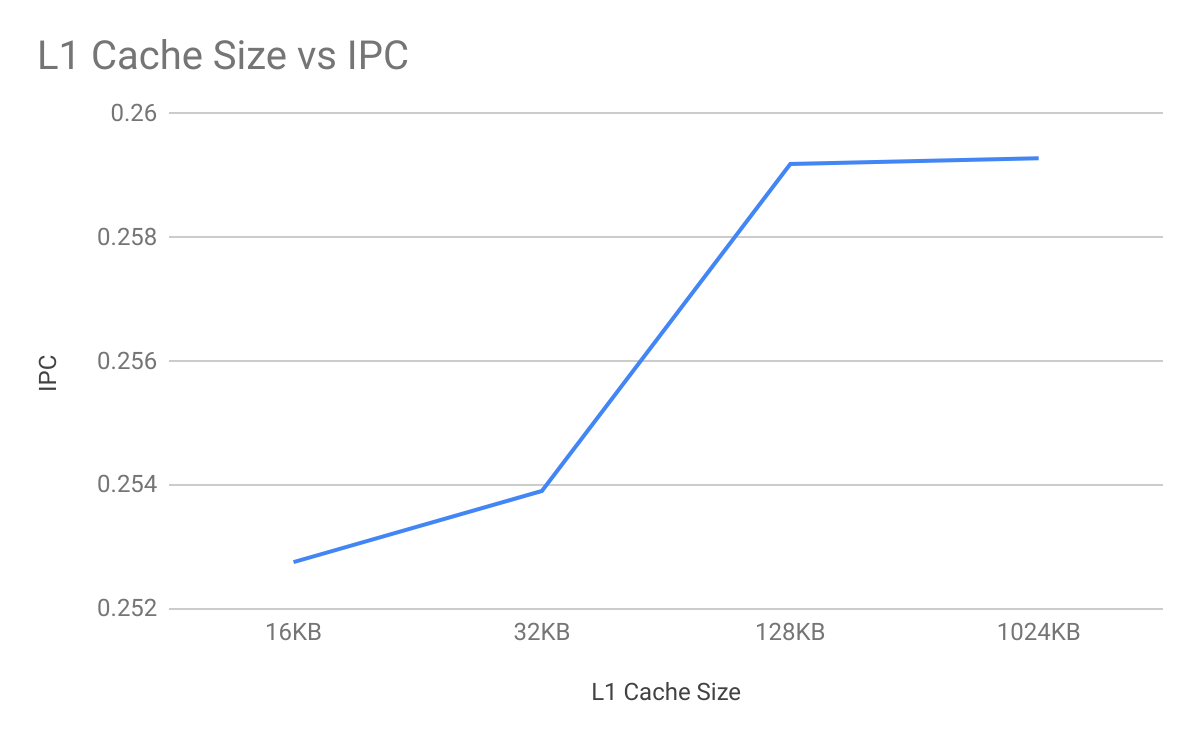 L1 Cache Size vs IPC
0.26
0.258
0.256
0.254
0.252
IPC
16KB 32KB 128KB 1024KB
L1 Cache Size